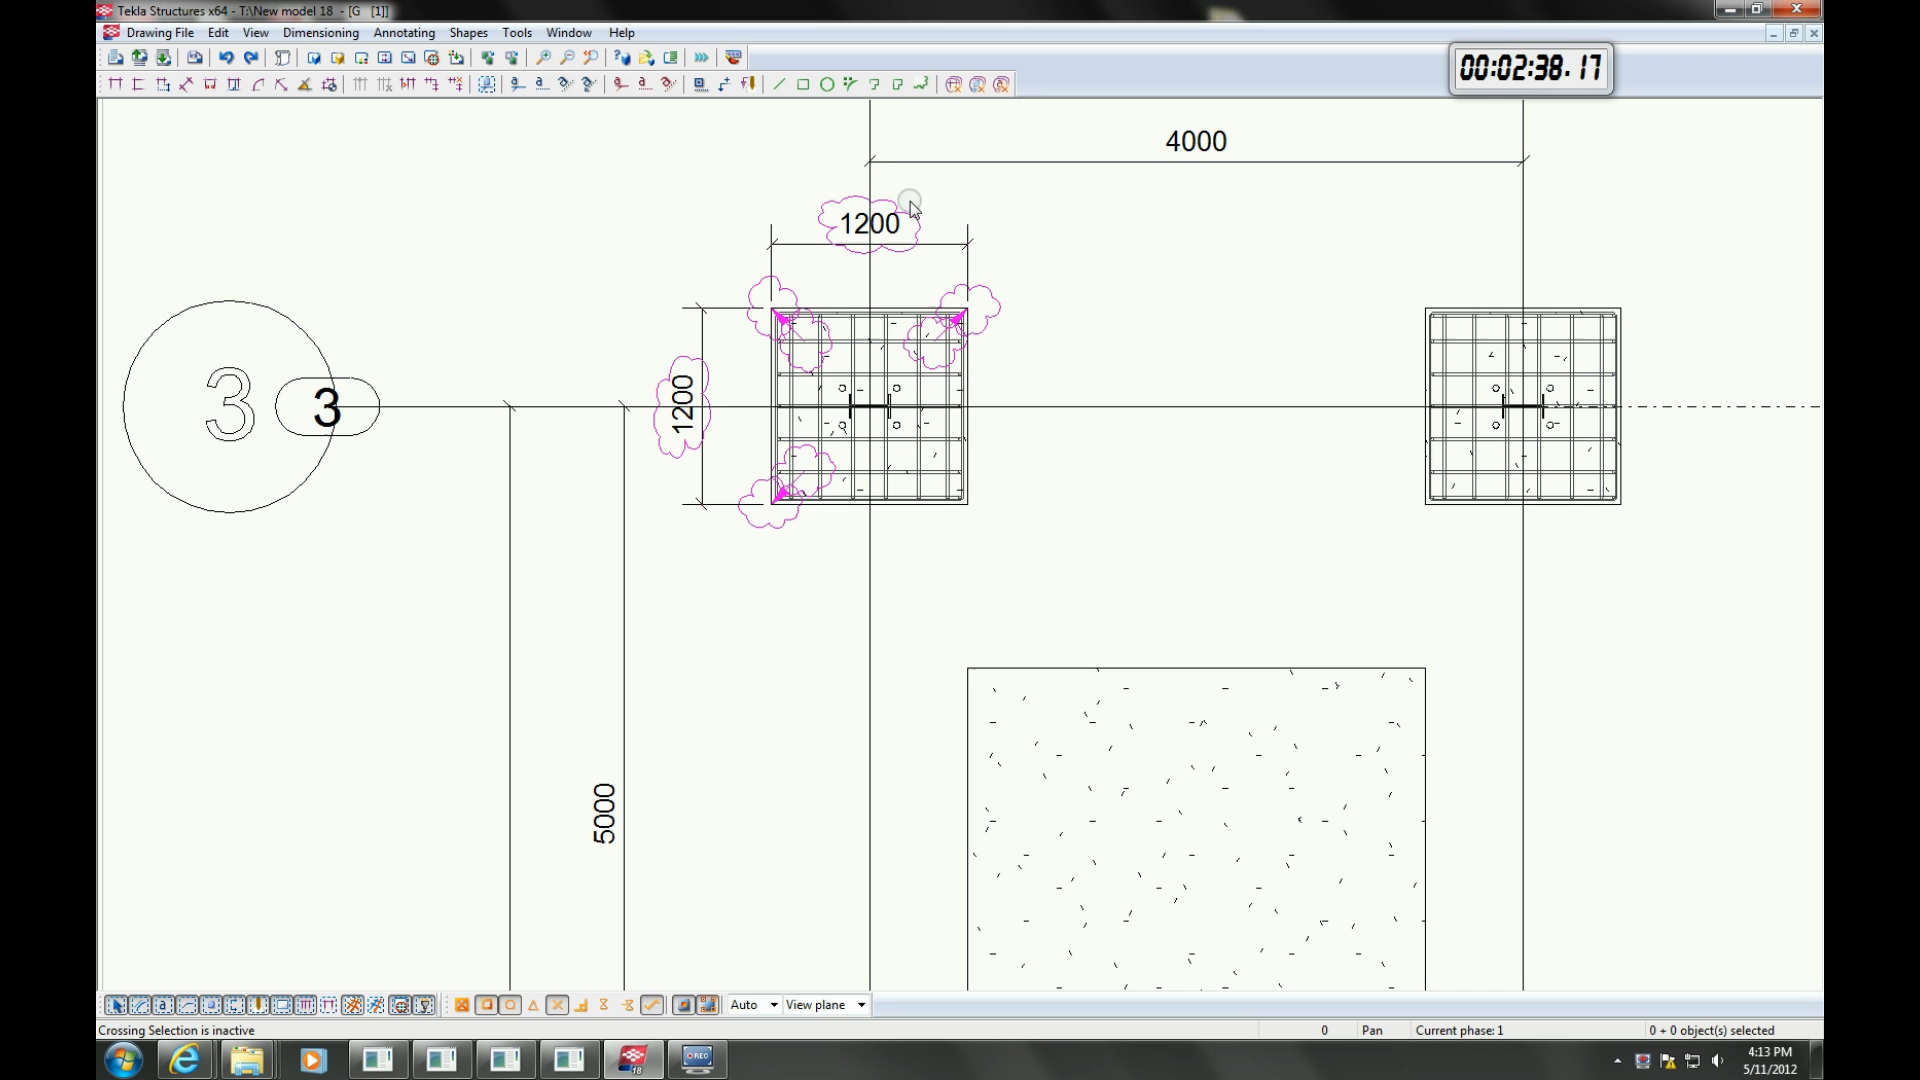 Tekla Structures x64 - T:\New model 18 - [G [1]]
Drawing File Edit View Dimensioning Annotating Shapes Tools Window Help
00:02:38.17
4000
1200
3
3
1200
5000
Auto View plane
Crossing Selection is inactive
0 Pan Current phase: 1 0 + 0 object(s) selected
18
REC
4:13 PM
5/11/2012